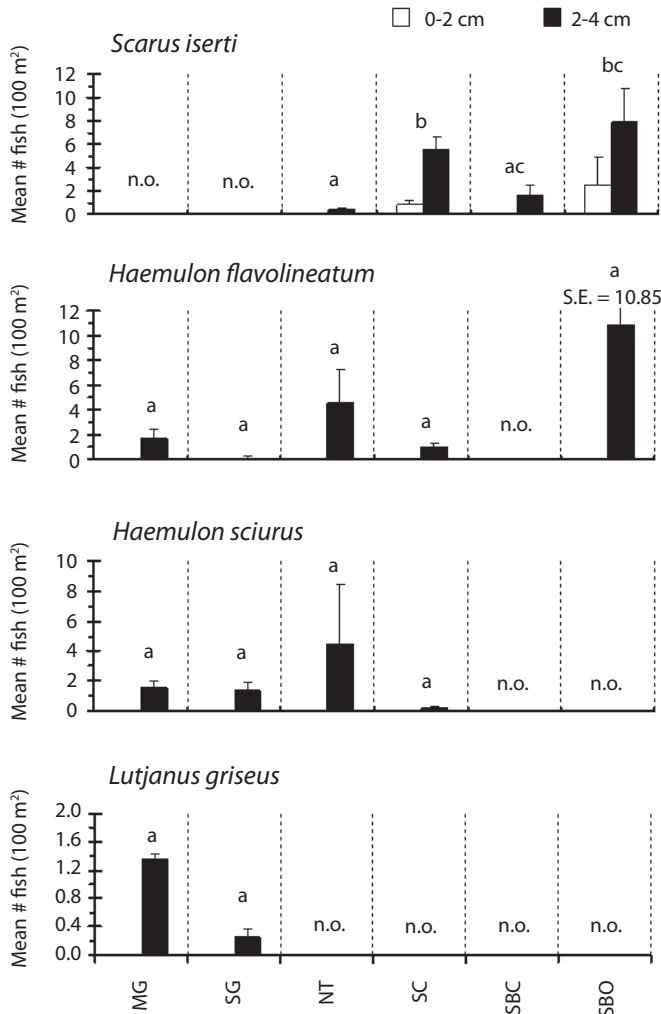 0-2 cm 2-4 cm
Scarus iserti
Mean # fish (100 m²)
12
10
8
6
4
2
0
n.o. n.o. a b ac bc
Haemulon flavolineatum
Mean # fish (100 m²)
12
10
8
6
4
2
0
a
S.E. = 10.85
a a a a n.o.
Haemulon sciurus
Mean # fish (100 m²)
10
8
6
4
2
0
a a a a n.o. n.o.
Lutjanus griseus
Mean # fish (100 m²)
2.0
1.6
1.2
0.8
0.4
0.0
a a n.o. n.o. n.o. n.o.
MG SG NT SC SBC SBO